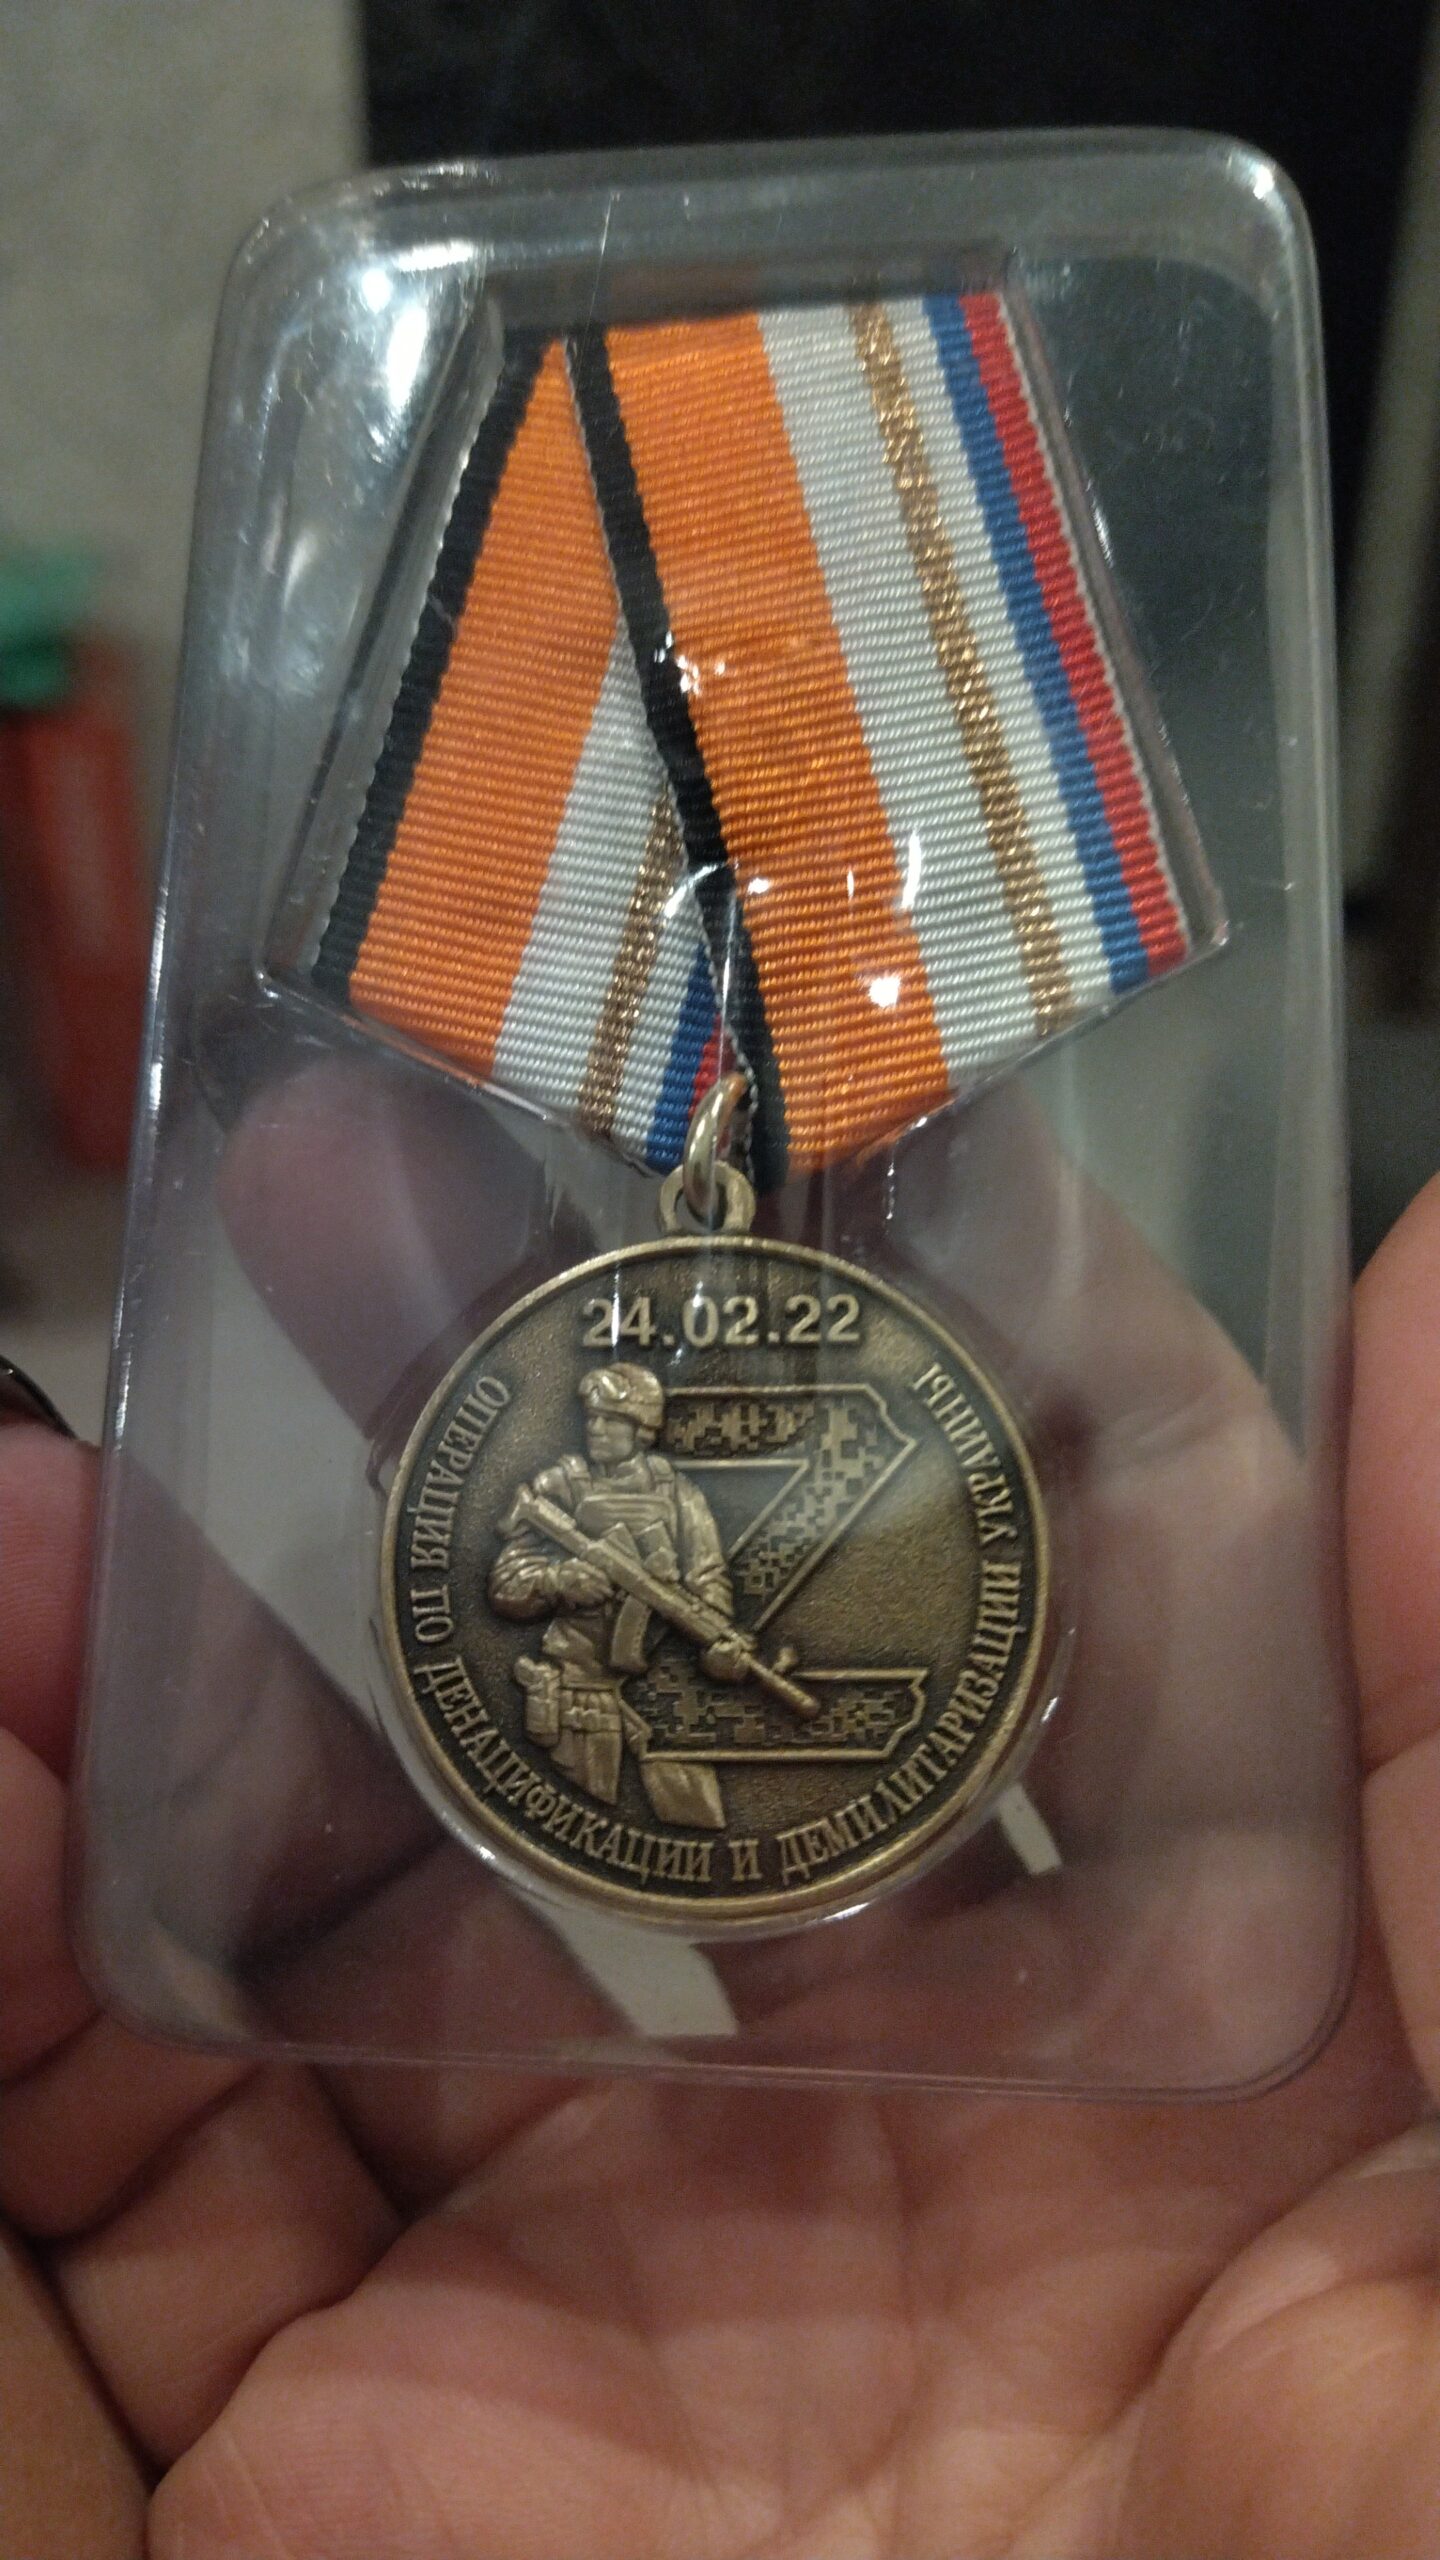 24.02.22
ОПЕРАЦИЯ ПО ДЕНАЦИФИКАЦИИ И ДЕМИЛИТАРИЗАЦИИ УКРАИНЫ
Z